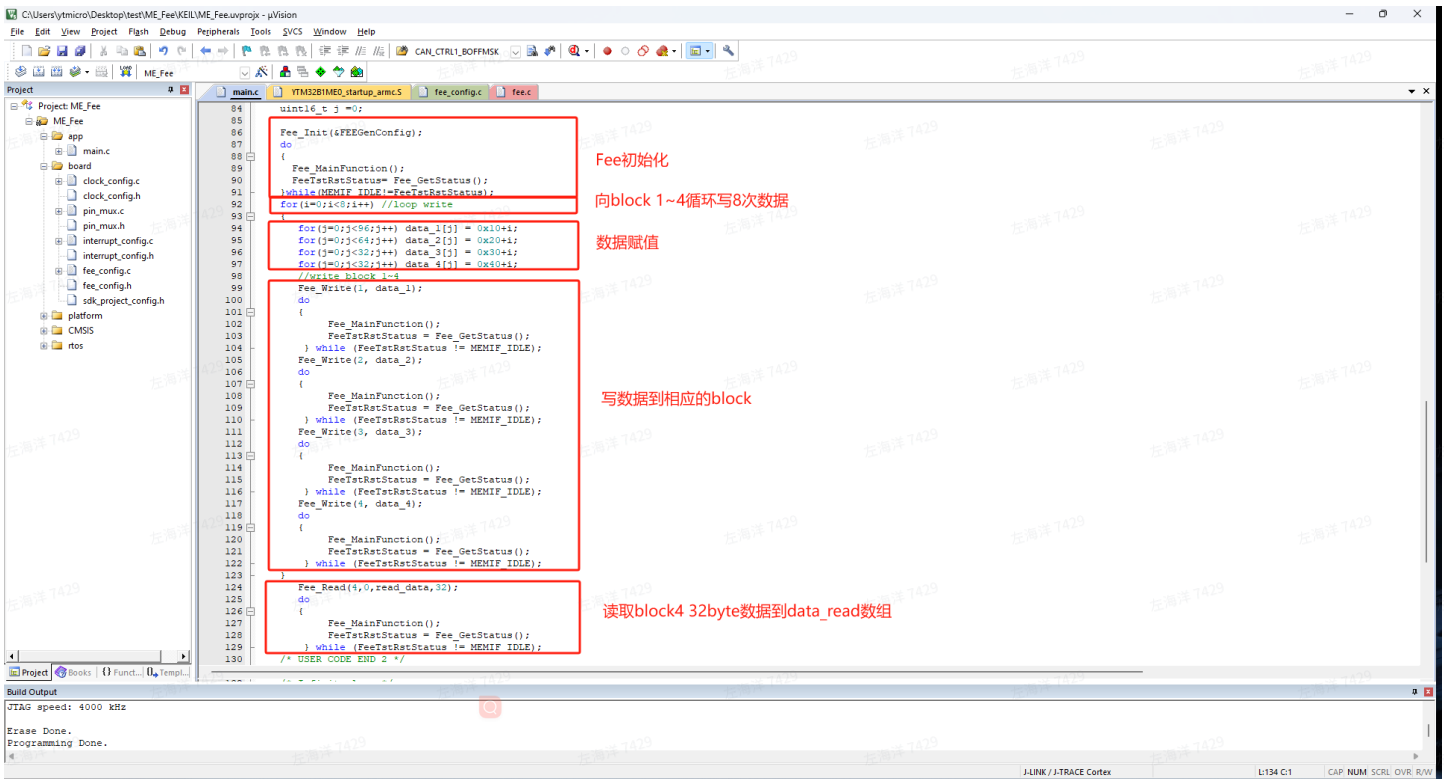 C:\Users\ytmicro\Desktop\test\ME_Fee\KEIL\ME_Fee.uvprojx - µVision
File Edit View Project Flash Debug Peripherals Tools SVCS Window Help
CAN_CTRL1_BOFFMSK
ME_Fee
Project
Project: ME_Fee
ME_Fee
app
main.c
board
clock_config.c
clock_config.h
pin_mux.c
pin_mux.h
interrupt_config.c
interrupt_config.h
fee_config.c
fee_config.h
sdk_project_config.h
platform
CMSIS
rtos
Project Books {} Funct... Templ...
main.c YTM32B1ME0_startup_armc.S fee_config.c fee.c
84 uint16_t j =0;
85
86 Fee_Init(&FEEGenConfig);
87 do
88 {
89 Fee_MainFunction();
90 FeeTstRstStatus= Fee_GetStatus();
91 }while(MEMIF_IDLE!=FeeTstRstStatus);
Fee初始化
92 for(i=0;i<8;i++) //loop write
向block 1~4循环写8次数据
93 {
94 for(j=0;j<96;j++) data_1[j] = 0x10+i;
95 for(j=0;j<64;j++) data_2[j] = 0x20+i;
96 for(j=0;j<32;j++) data_3[j] = 0x30+i;
97 for(j=0;j<32;j++) data_4[j] = 0x40+i;
数据赋值
98 //write block 1~4
99 Fee_Write(1, data_1);
100 do
101 {
102 Fee_MainFunction();
103 FeeTstRstStatus = Fee_GetStatus();
104 } while (FeeTstRstStatus != MEMIF_IDLE);
105 Fee_Write(2, data_2);
106 do
107 {
108 Fee_MainFunction();
109 FeeTstRstStatus = Fee_GetStatus();
110 } while (FeeTstRstStatus != MEMIF_IDLE);
111 Fee_Write(3, data_3);
112 do
113 {
114 Fee_MainFunction();
115 FeeTstRstStatus = Fee_GetStatus();
116 } while (FeeTstRstStatus != MEMIF_IDLE);
117 Fee_Write(4, data_4);
118 do
119 {
120 Fee_MainFunction();
121 FeeTstRstStatus = Fee_GetStatus();
122 } while (FeeTstRstStatus != MEMIF_IDLE);
写数据到相应的block
123 }
124 Fee_Read(4,0,read_data,32);
125 do
126 {
127 Fee_MainFunction();
128 FeeTstRstStatus = Fee_GetStatus();
129 } while (FeeTstRstStatus != MEMIF_IDLE);
读取block4 32byte数据到data_read数组
130 /* USER CODE END 2 */
Build Output
JTAG speed: 4000 kHz
Erase Done.
Programming Done.
J-LINK / J-TRACE Cortex L:134 C:1 CAP NUM SCRL OVR R/W
左海洋 7429